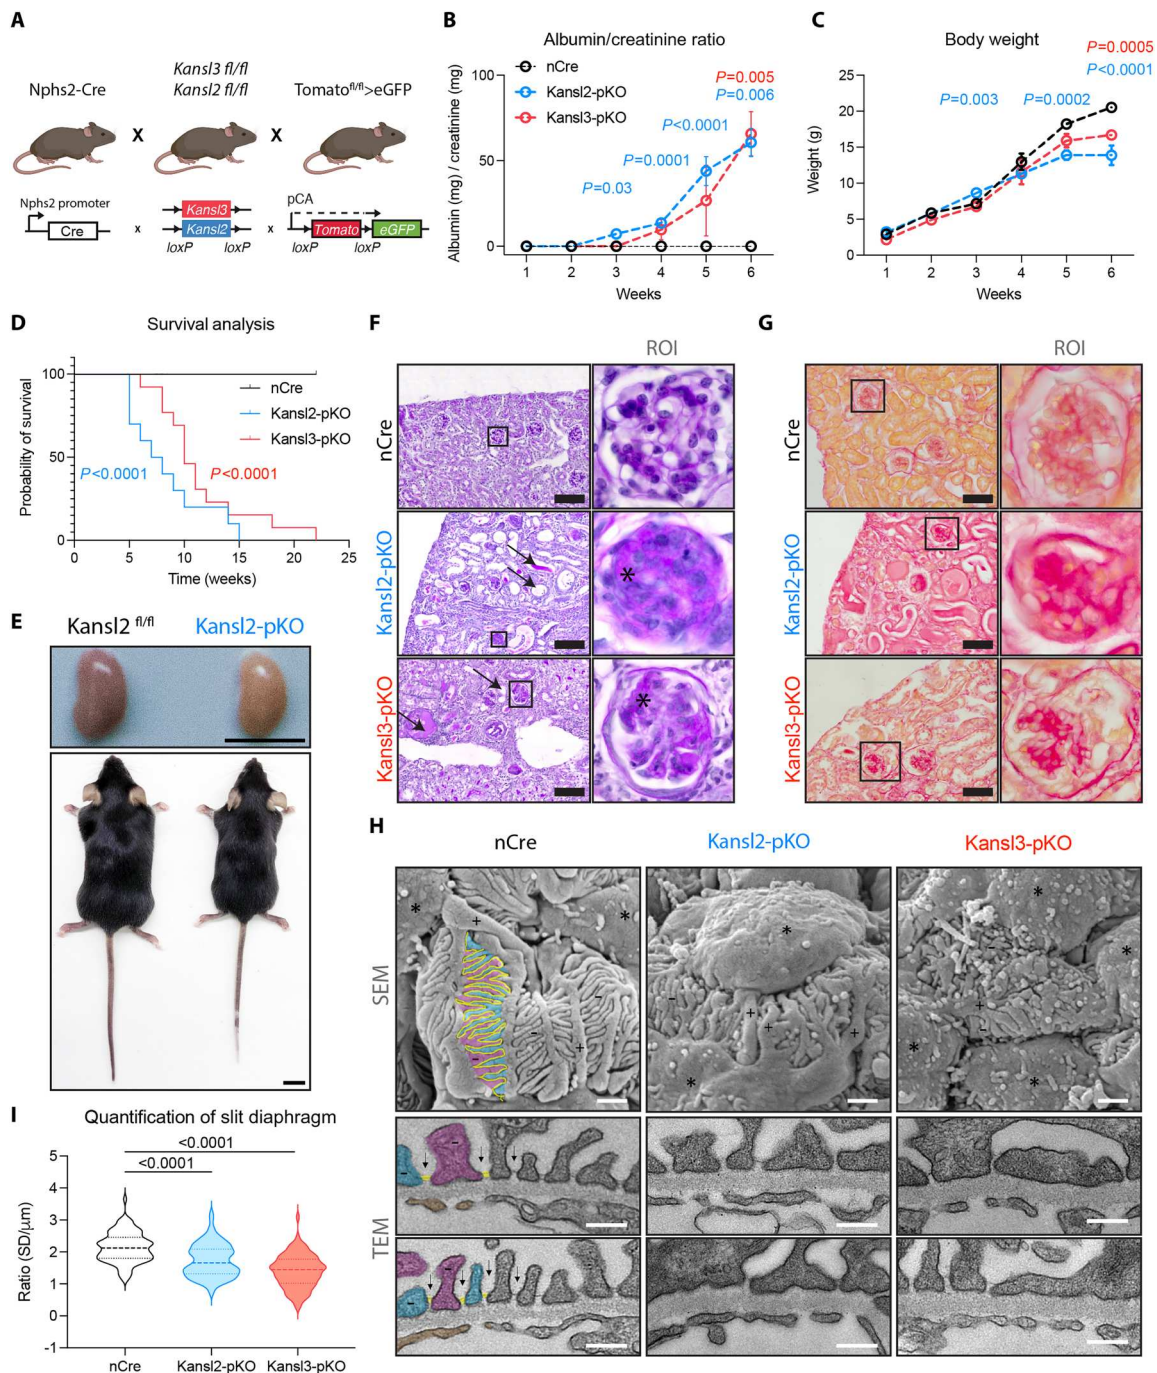 A
Nphs2-Cre
Kansl3 fl/fl
Kansl2 fl/fl
Tomato fl/fl>eGFP
X
X
Nphs2 promoter
Cre
x
Kansl3
Kansl2
loxP
loxP
x
pCA
Tomato
eGFP
loxP
loxP
B
Albumin/creatinine ratio
Albumin (mg) / creatinine (mg)
100
50
0
nCre
Kansl2-pKO
Kansl3-pKO
P=0.005
P=0.006
P<0.0001
P=0.0001
P=0.03
1 2 3 4 5 6
Weeks
C
Body weight
P=0.0005
P<0.0001
P=0.003
P=0.0002
Weight (g)
25
20
15
10
5
0
1 2 3 4 5 6
Weeks
D
Survival analysis
Probability of survival
100
50
0
nCre
Kansl2-pKO
Kansl3-pKO
P<0.0001
P<0.0001
0 5 10 15 20 25
Time (weeks)
E
Kansl2 fl/fl
Kansl2-pKO
F
ROI
nCre
Kansl2-pKO
*
Kansl3-pKO
*
G
ROI
nCre
Kansl2-pKO
Kansl3-pKO
H
nCre
Kansl2-pKO
Kansl3-pKO
SEM
TEM
I
Quantification of slit diaphragm
<0.0001
<0.0001
Ratio (SD/μm)
5
4
3
2
1
0
-1
nCre
Kansl2-pKO
Kansl3-pKO